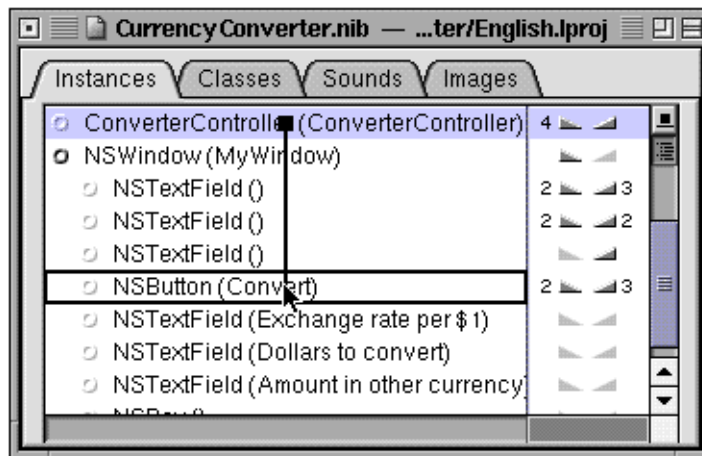 CurrencyConverter.nib — ...ter/English.lproj
Instances Classes Sounds Images
ConverterController (ConverterController) 4
NSWindow (MyWindow)
NSTextField () 2 3
NSTextField () 2 2
NSTextField ()
NSButton (Convert) 2 3
NSTextField (Exchange rate per $ 1)
NSTextField (Dollars to convert)
NSTextField (Amount in other currency)